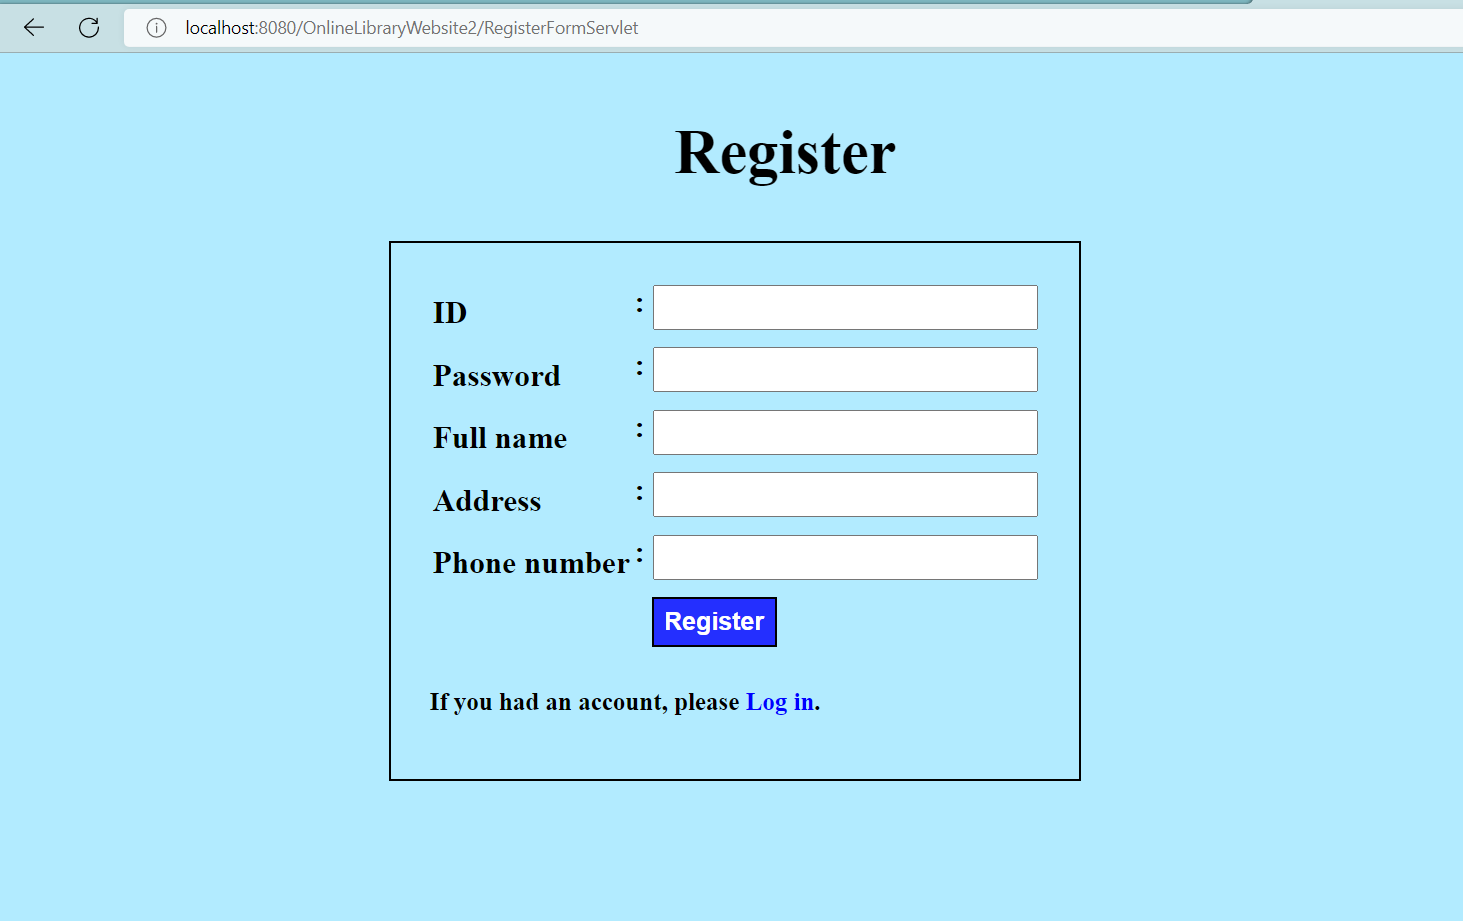 localhost:8080/OnlineLibraryWebsite2/RegisterFormServlet
Register
ID :
Password :
Full name :
Address :
Phone number :
Register
If you had an account, please Log in.